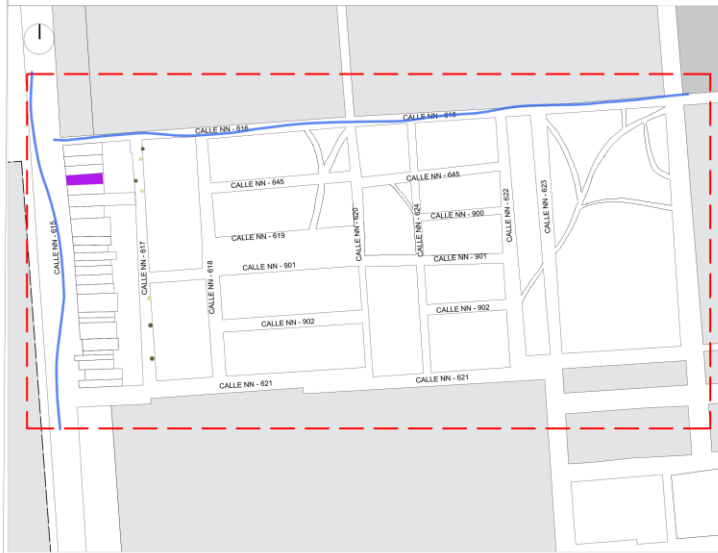 CALLE NN - 616
CALLE NN - 616
CALLE NN - 645
CALLE NN - 645
CALLE NN - 622
CALLE NN - 623
CALLE NN - 620
CALLE NN - 624
CALLE NN - 900
CALLE NN - 615
CALLE NN - 617
CALLE NN - 619
CALLE NN - 618
CALLE NN - 901
CALLE NN - 901
CALLE NN - 902
CALLE NN - 902
CALLE NN - 621
CALLE NN - 621